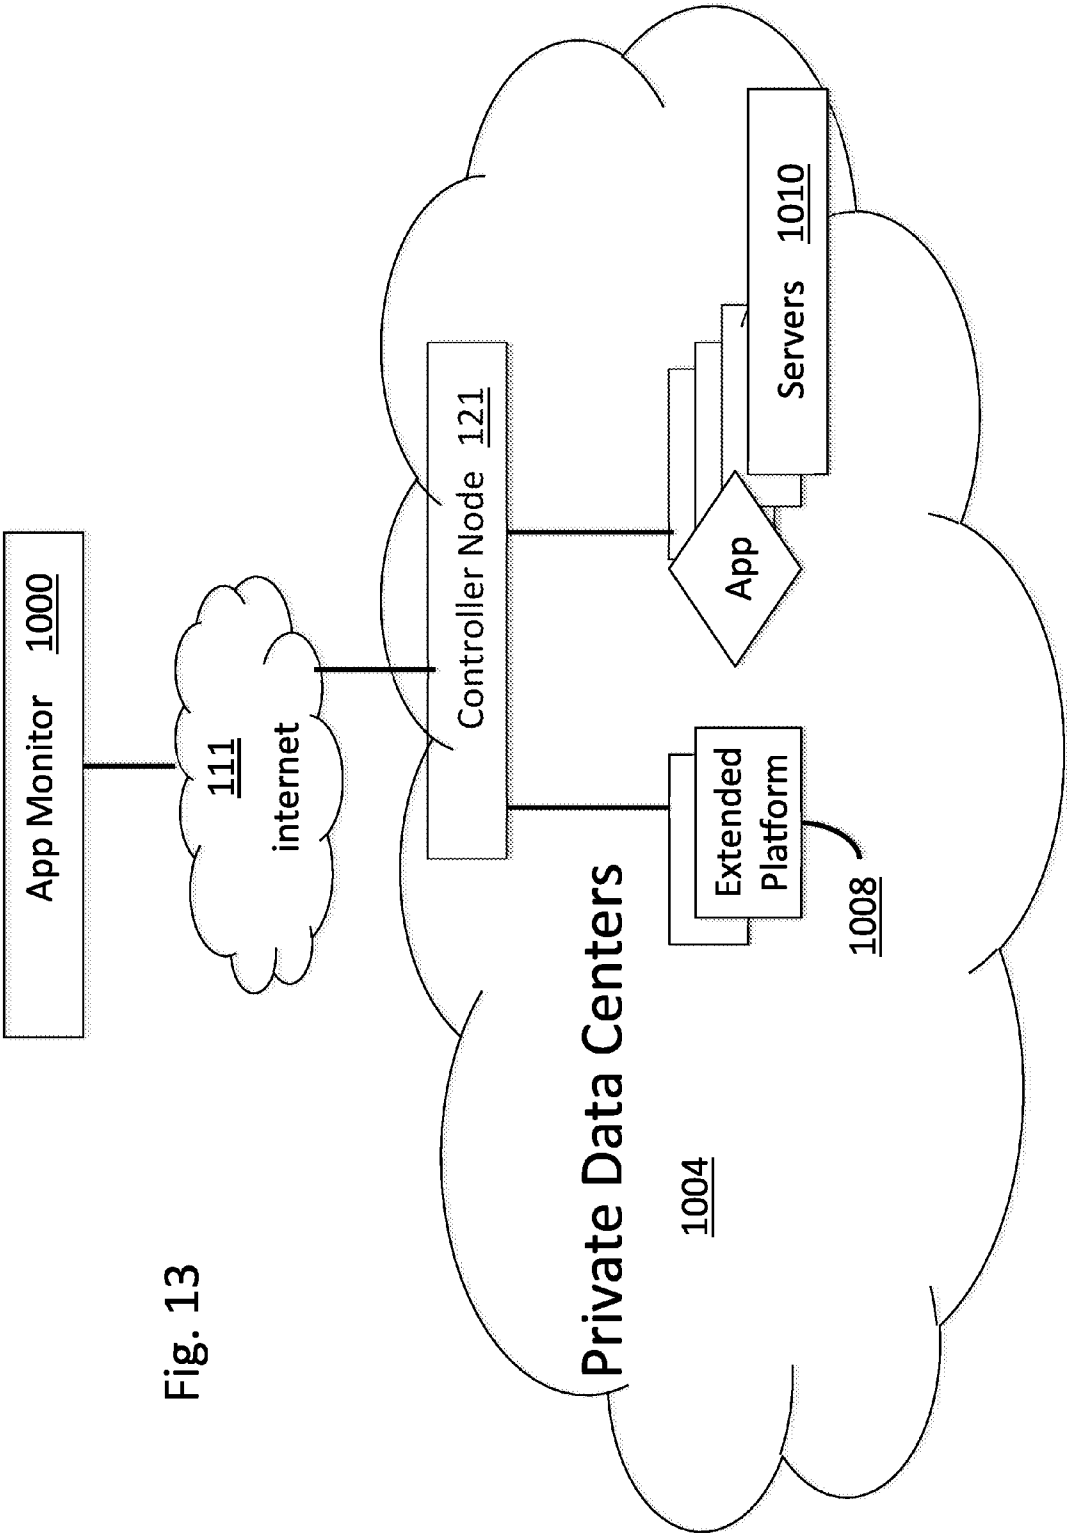 Fig. 13
App Monitor 1000
111
internet
Controller Node 121
Private Data Centers
1004
Extended
Platform
1008
App
Servers 1010